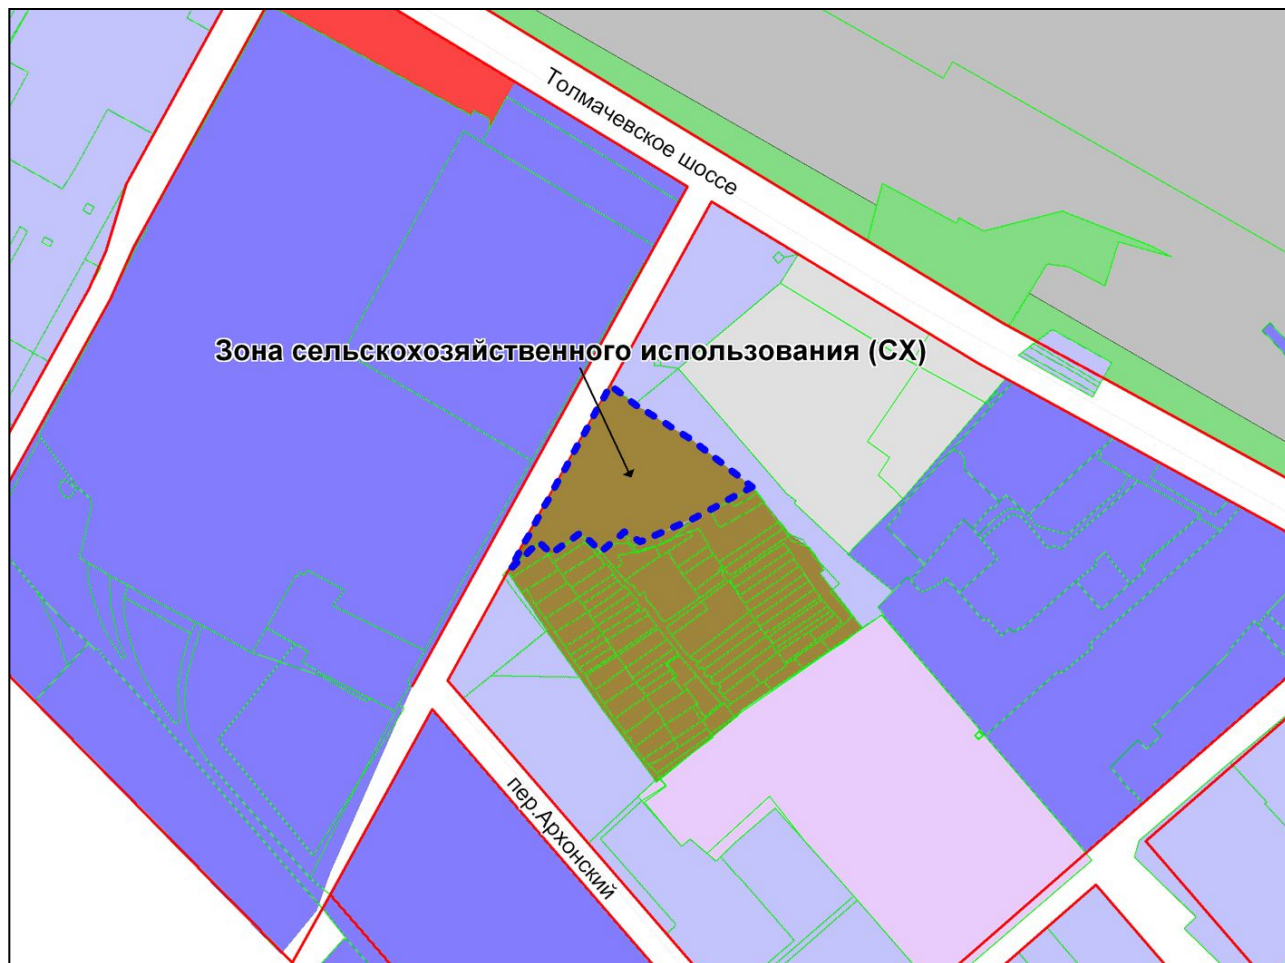 Толмачевское шоссе
Зона сельскохозяйственного использования (СХ)
пер.Архонский